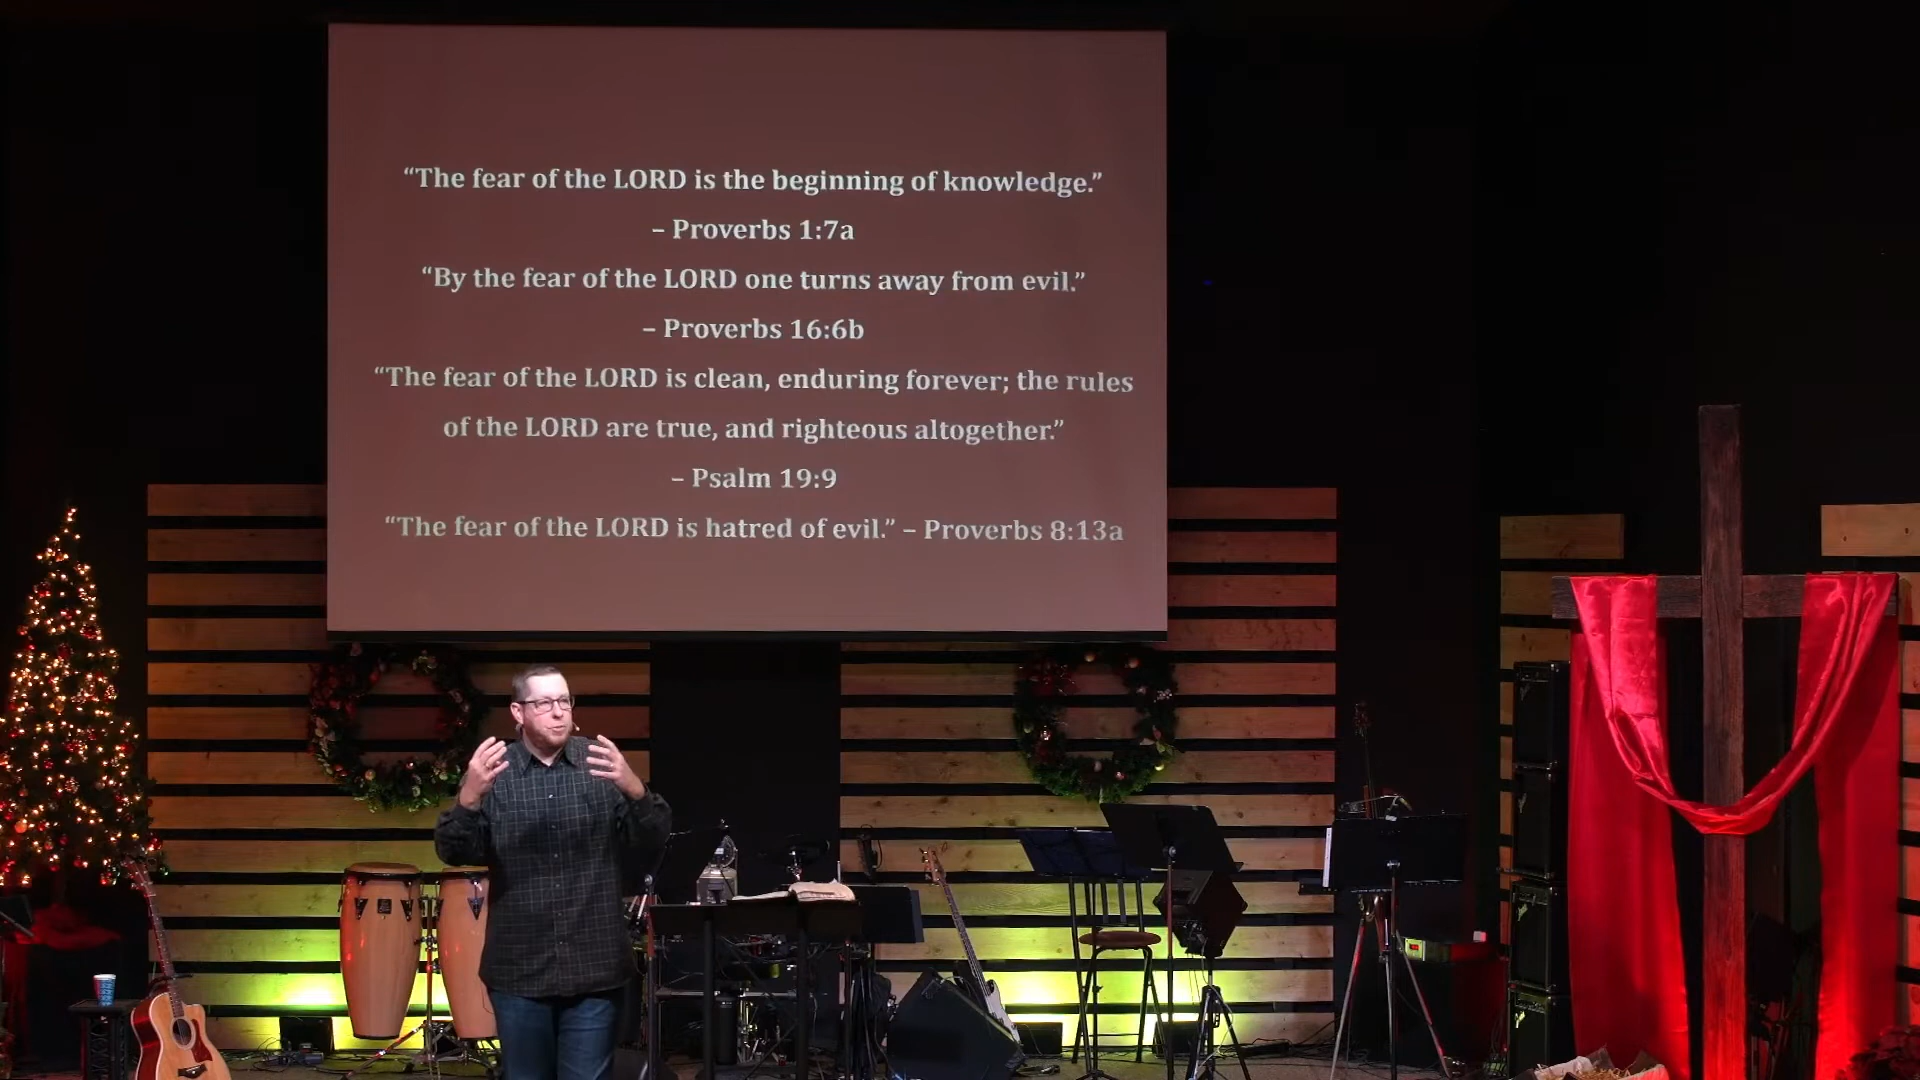 “The fear of the LORD is the beginning of knowledge.”
– Proverbs 1:7a
“By the fear of the LORD one turns away from evil.”
– Proverbs 16:6b
“The fear of the LORD is clean, enduring forever; the rules
of the LORD are true, and righteous altogether.”
– Psalm 19:9
“The fear of the LORD is hatred of evil.” – Proverbs 8:13a